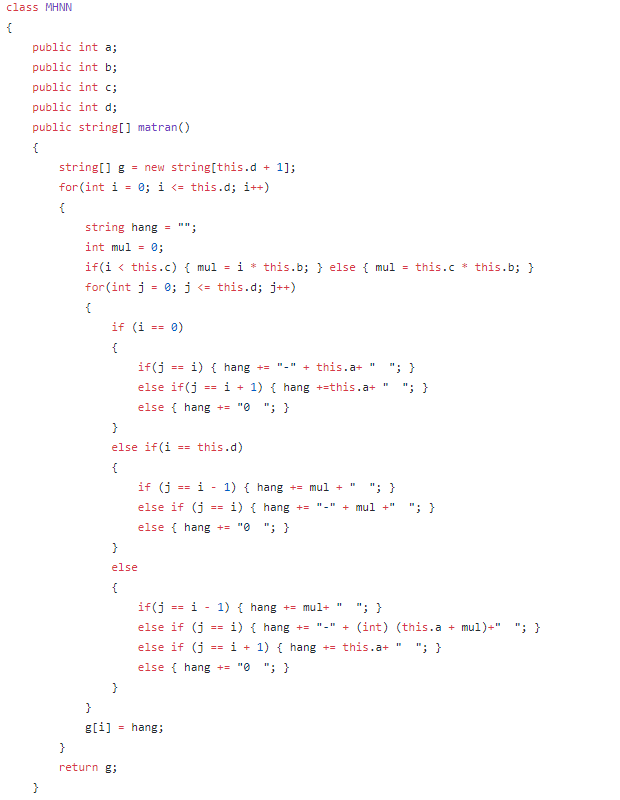 class MHNN
{
    public int a;
    public int b;
    public int c;
    public int d;
    public string[] matran()
    {
        string[] g = new string[this.d + 1];
        for(int i = 0; i <= this.d; i++)
        {
            string hang = "";
            int mul = 0;
            if(i < this.c) { mul = i * this.b; } else { mul = this.c * this.b; }
            for(int j = 0; j <= this.d; j++)
            {
                if (i == 0)
                {
                    if(j == i) { hang += "-" + this.a+ "  "; }
                    else if(j == i + 1) { hang +=this.a+ "  "; }
                    else { hang += "0  "; }
                }
                else if(i == this.d)
                {
                    if (j == i - 1) { hang += mul + "  "; }
                    else if (j == i) { hang += "-" + mul +"  "; }
                    else { hang += "0  "; }
                }
                else
                {
                    if(j == i - 1) { hang += mul+ "  "; }
                    else if (j == i) { hang += "-" + (int) (this.a + mul)+"  "; }
                    else if (j == i + 1) { hang += this.a+ "  "; }
                    else { hang += "0  "; }
                }
            }
            g[i] = hang;
        }
        return g;
    }